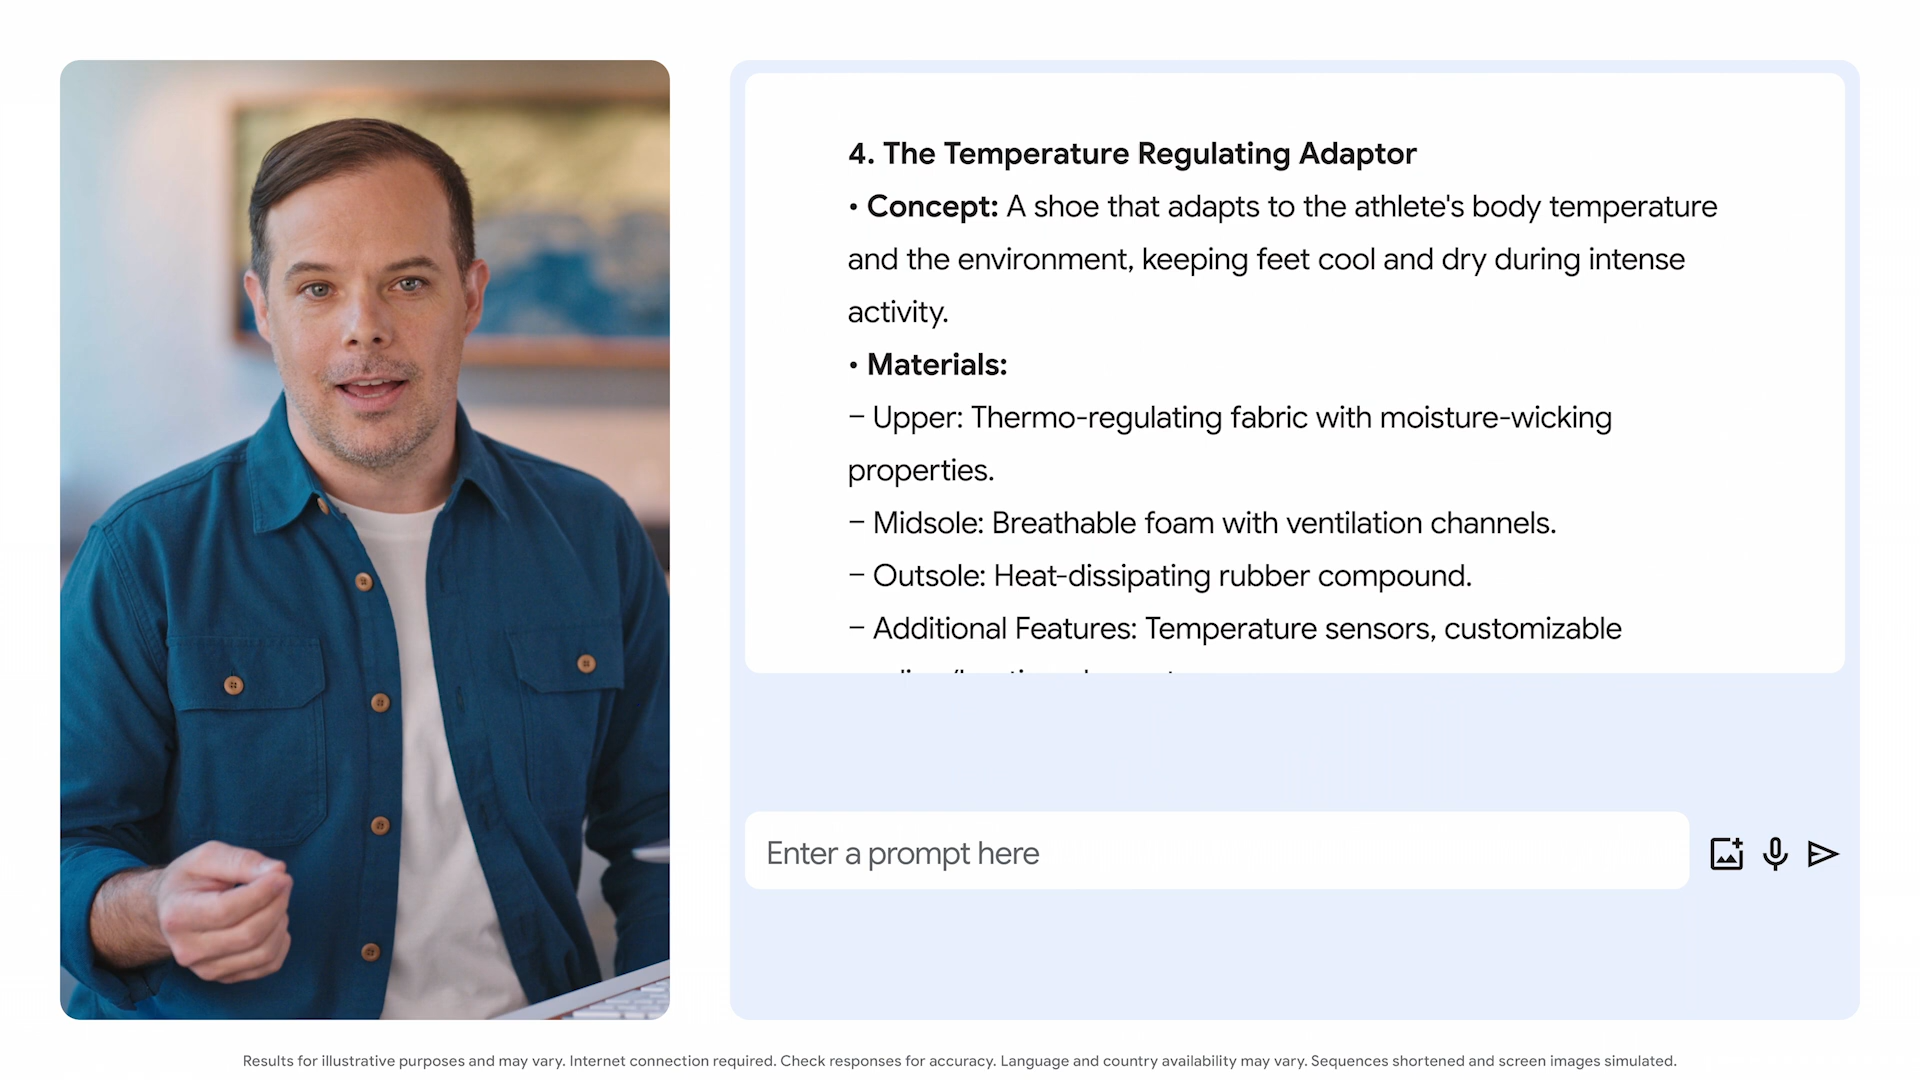 4. The Temperature Regulating Adaptor
• Concept: A shoe that adapts to the athlete's body temperature
and the environment, keeping feet cool and dry during intense
activity.
• Materials:
– Upper: Thermo-regulating fabric with moisture-wicking
properties.
– Midsole: Breathable foam with ventilation channels.
– Outsole: Heat-dissipating rubber compound.
– Additional Features: Temperature sensors, customizable
Enter a prompt here
Results for illustrative purposes and may vary. Internet connection required. Check responses for accuracy. Language and country availability may vary. Sequences shortened and screen images simulated.